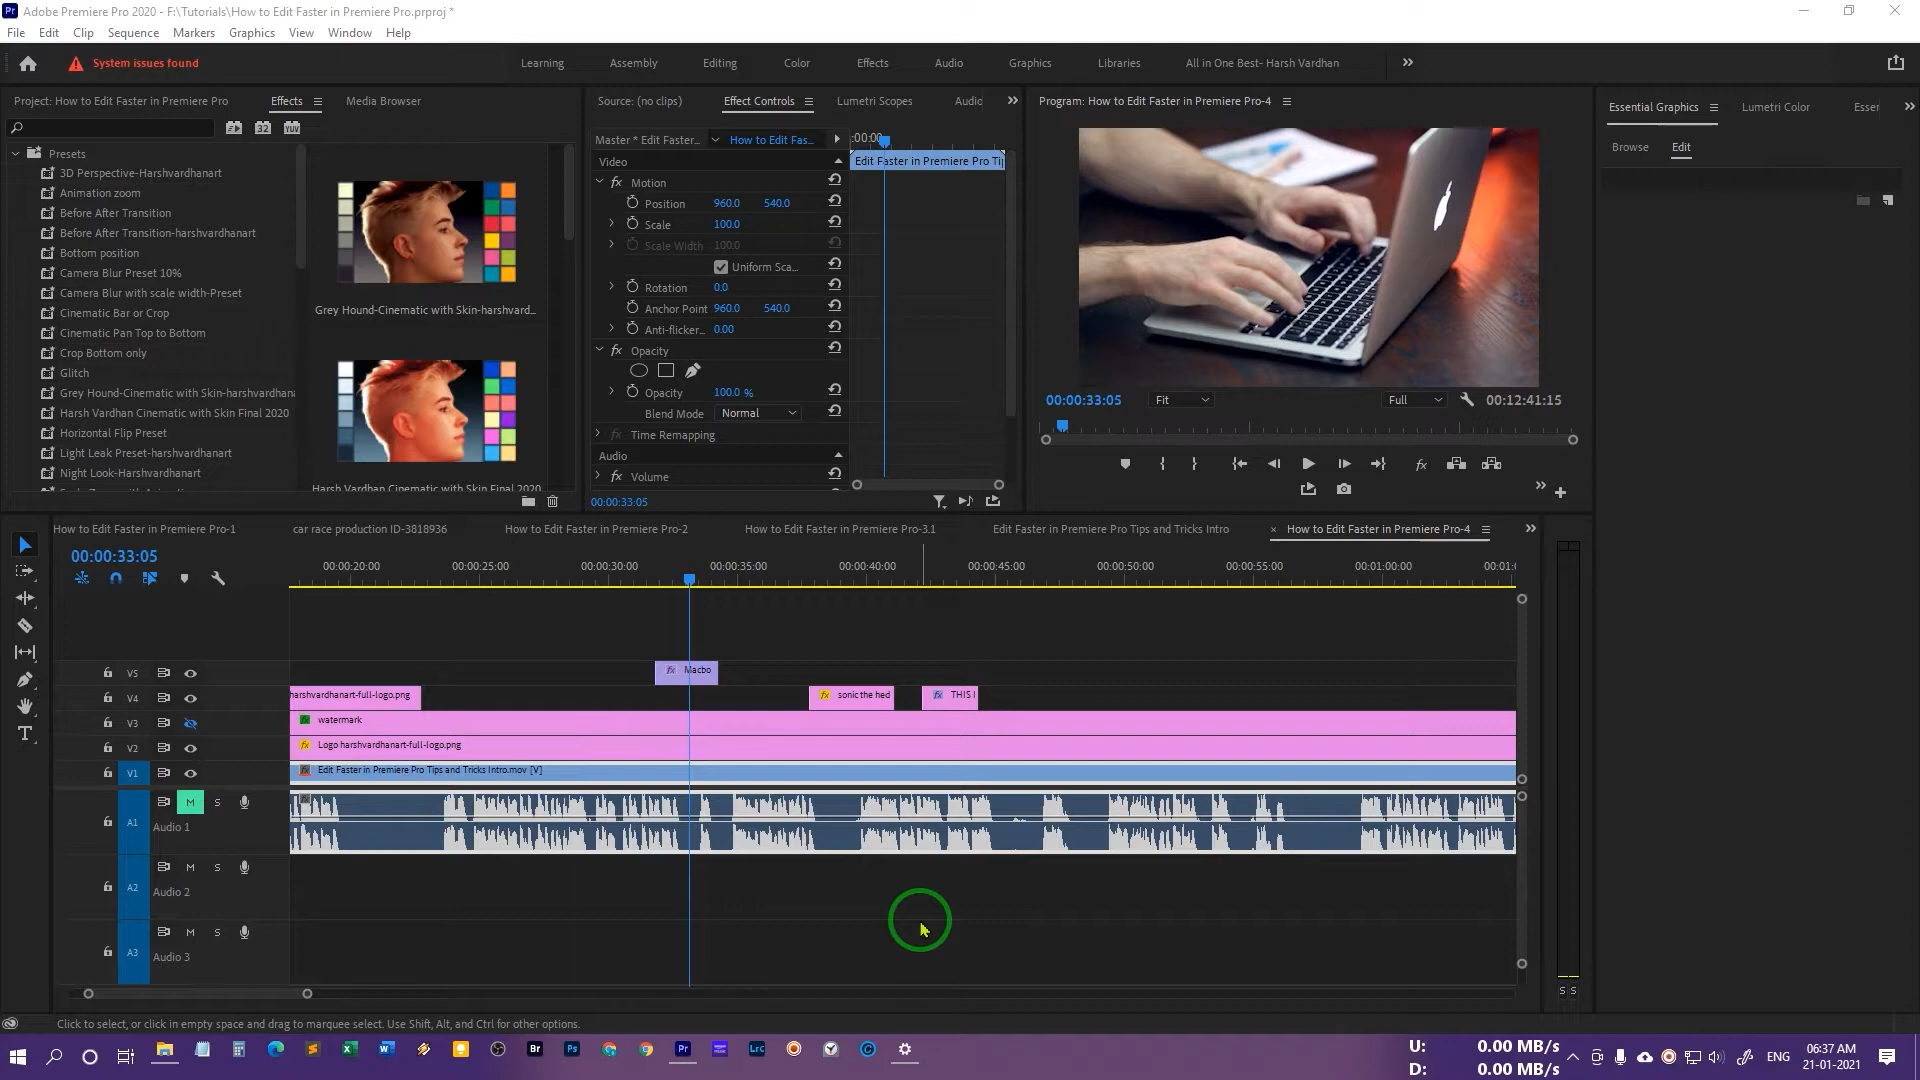 Adobe Premiere Pro 2020 - F:\Tutorials\How to Edit Faster in Premiere Pro.prproj *
File Edit Clip Sequence Markers Graphics View Window Help
System issues found
Learning Assembly Editing Color Effects Audio Graphics Libraries All in One Best- Harsh Vardhan
Project: How to Edit Faster in Premiere Pro Effects Media Browser
Presets
3D Perspective-Harshvardhanart
Animation zoom
Before After Transition
Before After Transition-harshvardhanart
Bottom position
Camera Blur Preset 10%
Camera Blur with scale width-Preset
Cinematic Bar or Crop
Cinematic Pan Top to Bottom
Crop Bottom only
Glitch
Grey Hound-Cinematic with Skin-harshvardhana
Harsh Vardhan Cinematic with Skin Final 2020
Horizontal Flip Preset
Light Leak Preset-harshvardhanart
Night Look-Harshvardhanart
Grey Hound-Cinematic with Skin-harshvard...
Harsh Vardhan Cinematic with Skin Final 2020
Source: (no clips) Effect Controls Lumetri Scopes Audio
Master * Edit Faster... How to Edit Fas... :00:00
Video
Edit Faster in Premiere Pro Ti
Motion
Position 960.0 540.0
Scale 100.0
Scale Width 100.0
Uniform Sca...
Rotation 0.0
Anchor Point 960.0 540.0
Anti-flicker... 0.00
Opacity
Opacity 100.0 %
Blend Mode Normal
Time Remapping
Audio
Volume
00:00:33:05
Program: How to Edit Faster in Premiere Pro-4
00:00:33:05 Fit Full 00:12:41:15
Essential Graphics Lumetri Color Esser
Browse Edit
How to Edit Faster in Premiere Pro-1 car race production ID-3818936 How to Edit Faster in Premiere Pro-2 How to Edit Faster in Premiere Pro-3.1 Edit Faster in Premiere Pro Tips and Tricks Intro × How to Edit Faster in Premiere Pro-4
00:00:33:05
00:00:20:00 00:00:25:00 00:00:30:00 00:00:35:00 00:00:40:00 00:00:45:00 00:00:50:00 00:00:55:00 00:01:00:00 00:01:0
V5 Macbo
V4 harshvardhanart-full-logo.png sonic the hed THIS I
V3 watermark
V2 Logo harshvardhanart-full-logo.png
V1 Edit Faster in Premiere Pro Tips and Tricks Intro.mov [V]
A1 M S
Audio 1
A2 M S
Audio 2
A3 M S
Audio 3
S S
Click to select, or click in empty space and drag to marquee select. Use Shift, Alt, and Ctrl for other options.
U: 0.00 MB/s
D: 0.00 MB/s
ENG
06:37 AM
21-01-2021